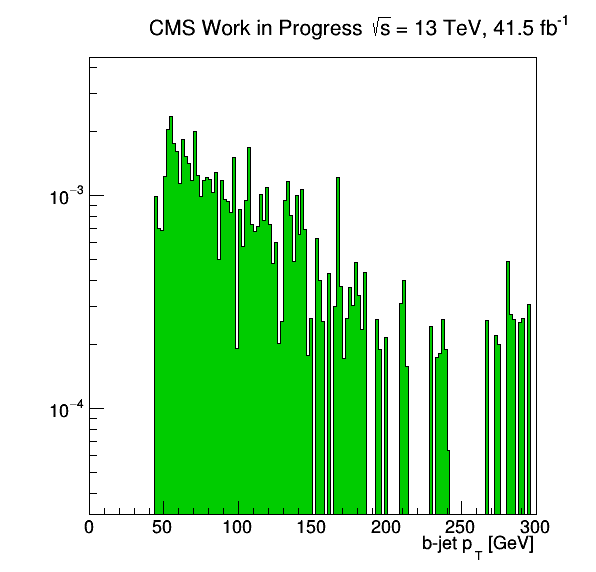 CMS Work in Progress √s = 13 TeV, 41.5 fb⁻¹
10⁻³
10⁻⁴
0 50 100 150 200 250 300
b-jet p_T [GeV]